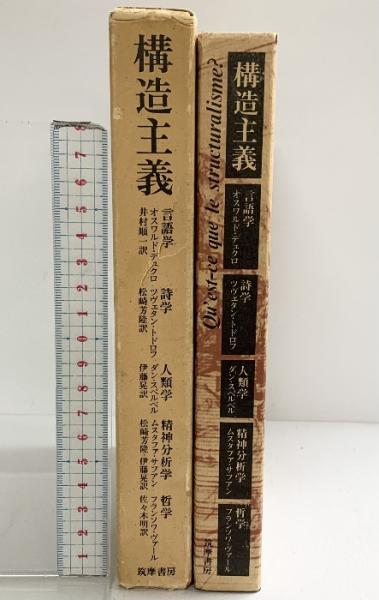 構造主義
言語学
オスワルド・デュクロ
井村順一訳
詩学
ツヴェタン・トドロフ
松崎芳隆訳
人類学
ダン・スペルベル
伊藤晃訳
精神分析学
ムスタファ・サフアン
松崎芳隆・伊藤晃訳
哲学
フランソワ・ヴァール
佐々木明訳
筑摩書房
構造主義
Qu'est-ce que le structuralisme?
言語学
オスワルド・デュクロ
詩学
ツヴェタン・トドロフ
人類学
ダン・スペルベル
精神分析学
ムスタファ・サフアン
哲学
フランソワ・ヴァール
筑摩書房